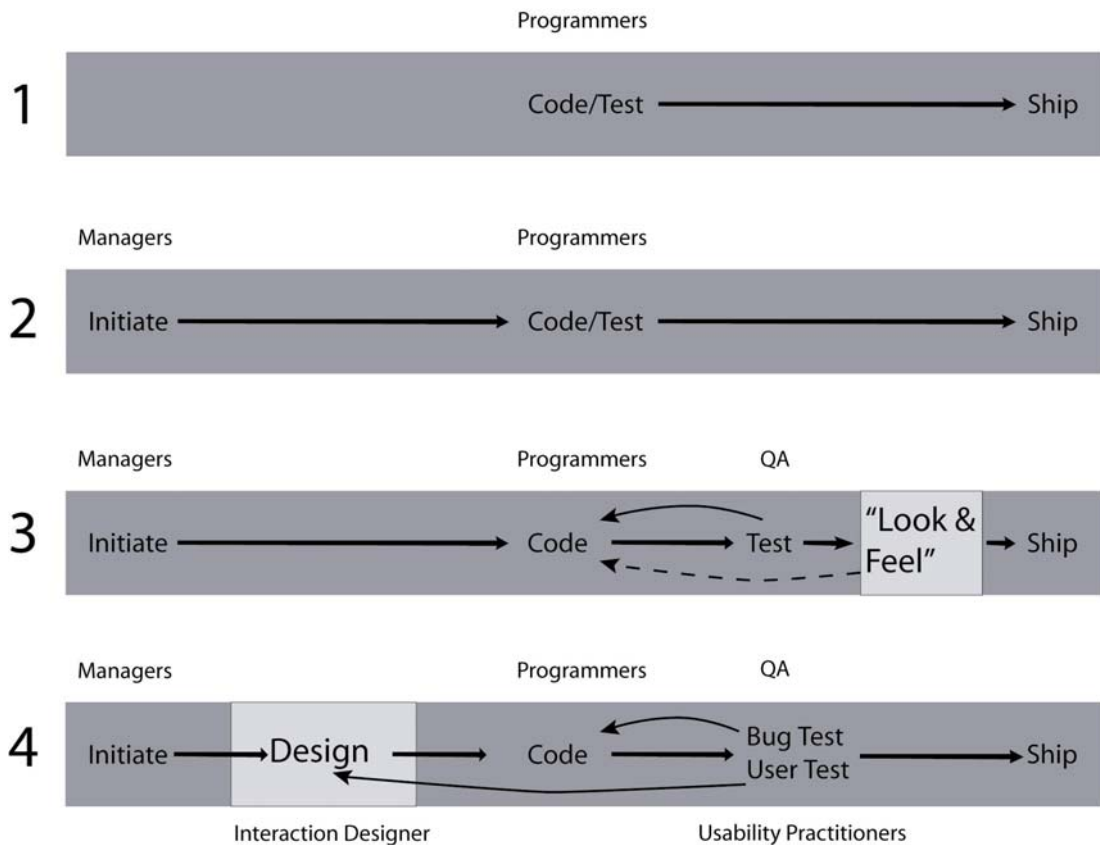 Programmers
1
Code/Test
Ship
Managers
Programmers
2
Initiate
Code/Test
Ship
Managers
Programmers
QA
3
Initiate
Code
Test
“Look &
Feel”
Ship
Managers
Programmers
QA
4
Initiate
Design
Code
Bug Test
User Test
Ship
Interaction Designer
Usability Practitioners